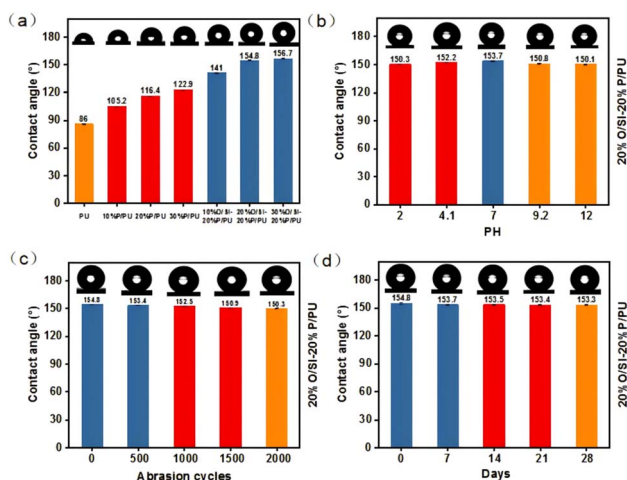 (a)
180
150
120
90
60
30
0
Contact angle (°)
86
105.2
116.4
122.9
141
154.8
156.7
PU
10%P/PU
20%P/PU
30%P/PU
10%O/SI-
20%P/PU
20%O/SI-
20%P/PU
30%O/SI-
20%P/PU
(b)
180
150
120
90
60
30
0
Contact angle (°)
150.3
152.2
153.7
150.8
150.1
2
4.1
7
9.2
12
PH
20% O/SI-20% P/PU
(c)
180
150
120
90
60
30
0
Contact angle (°)
154.8
153.4
152.5
150.9
150.3
0
500
1000
1500
2000
Abrasion cycles
20% O/SI-20% P/PU
(d)
180
150
120
90
60
30
0
Contact angle (°)
154.8
153.7
153.5
153.4
153.3
0
7
14
21
28
Days
20% O/SI-20% P/PU